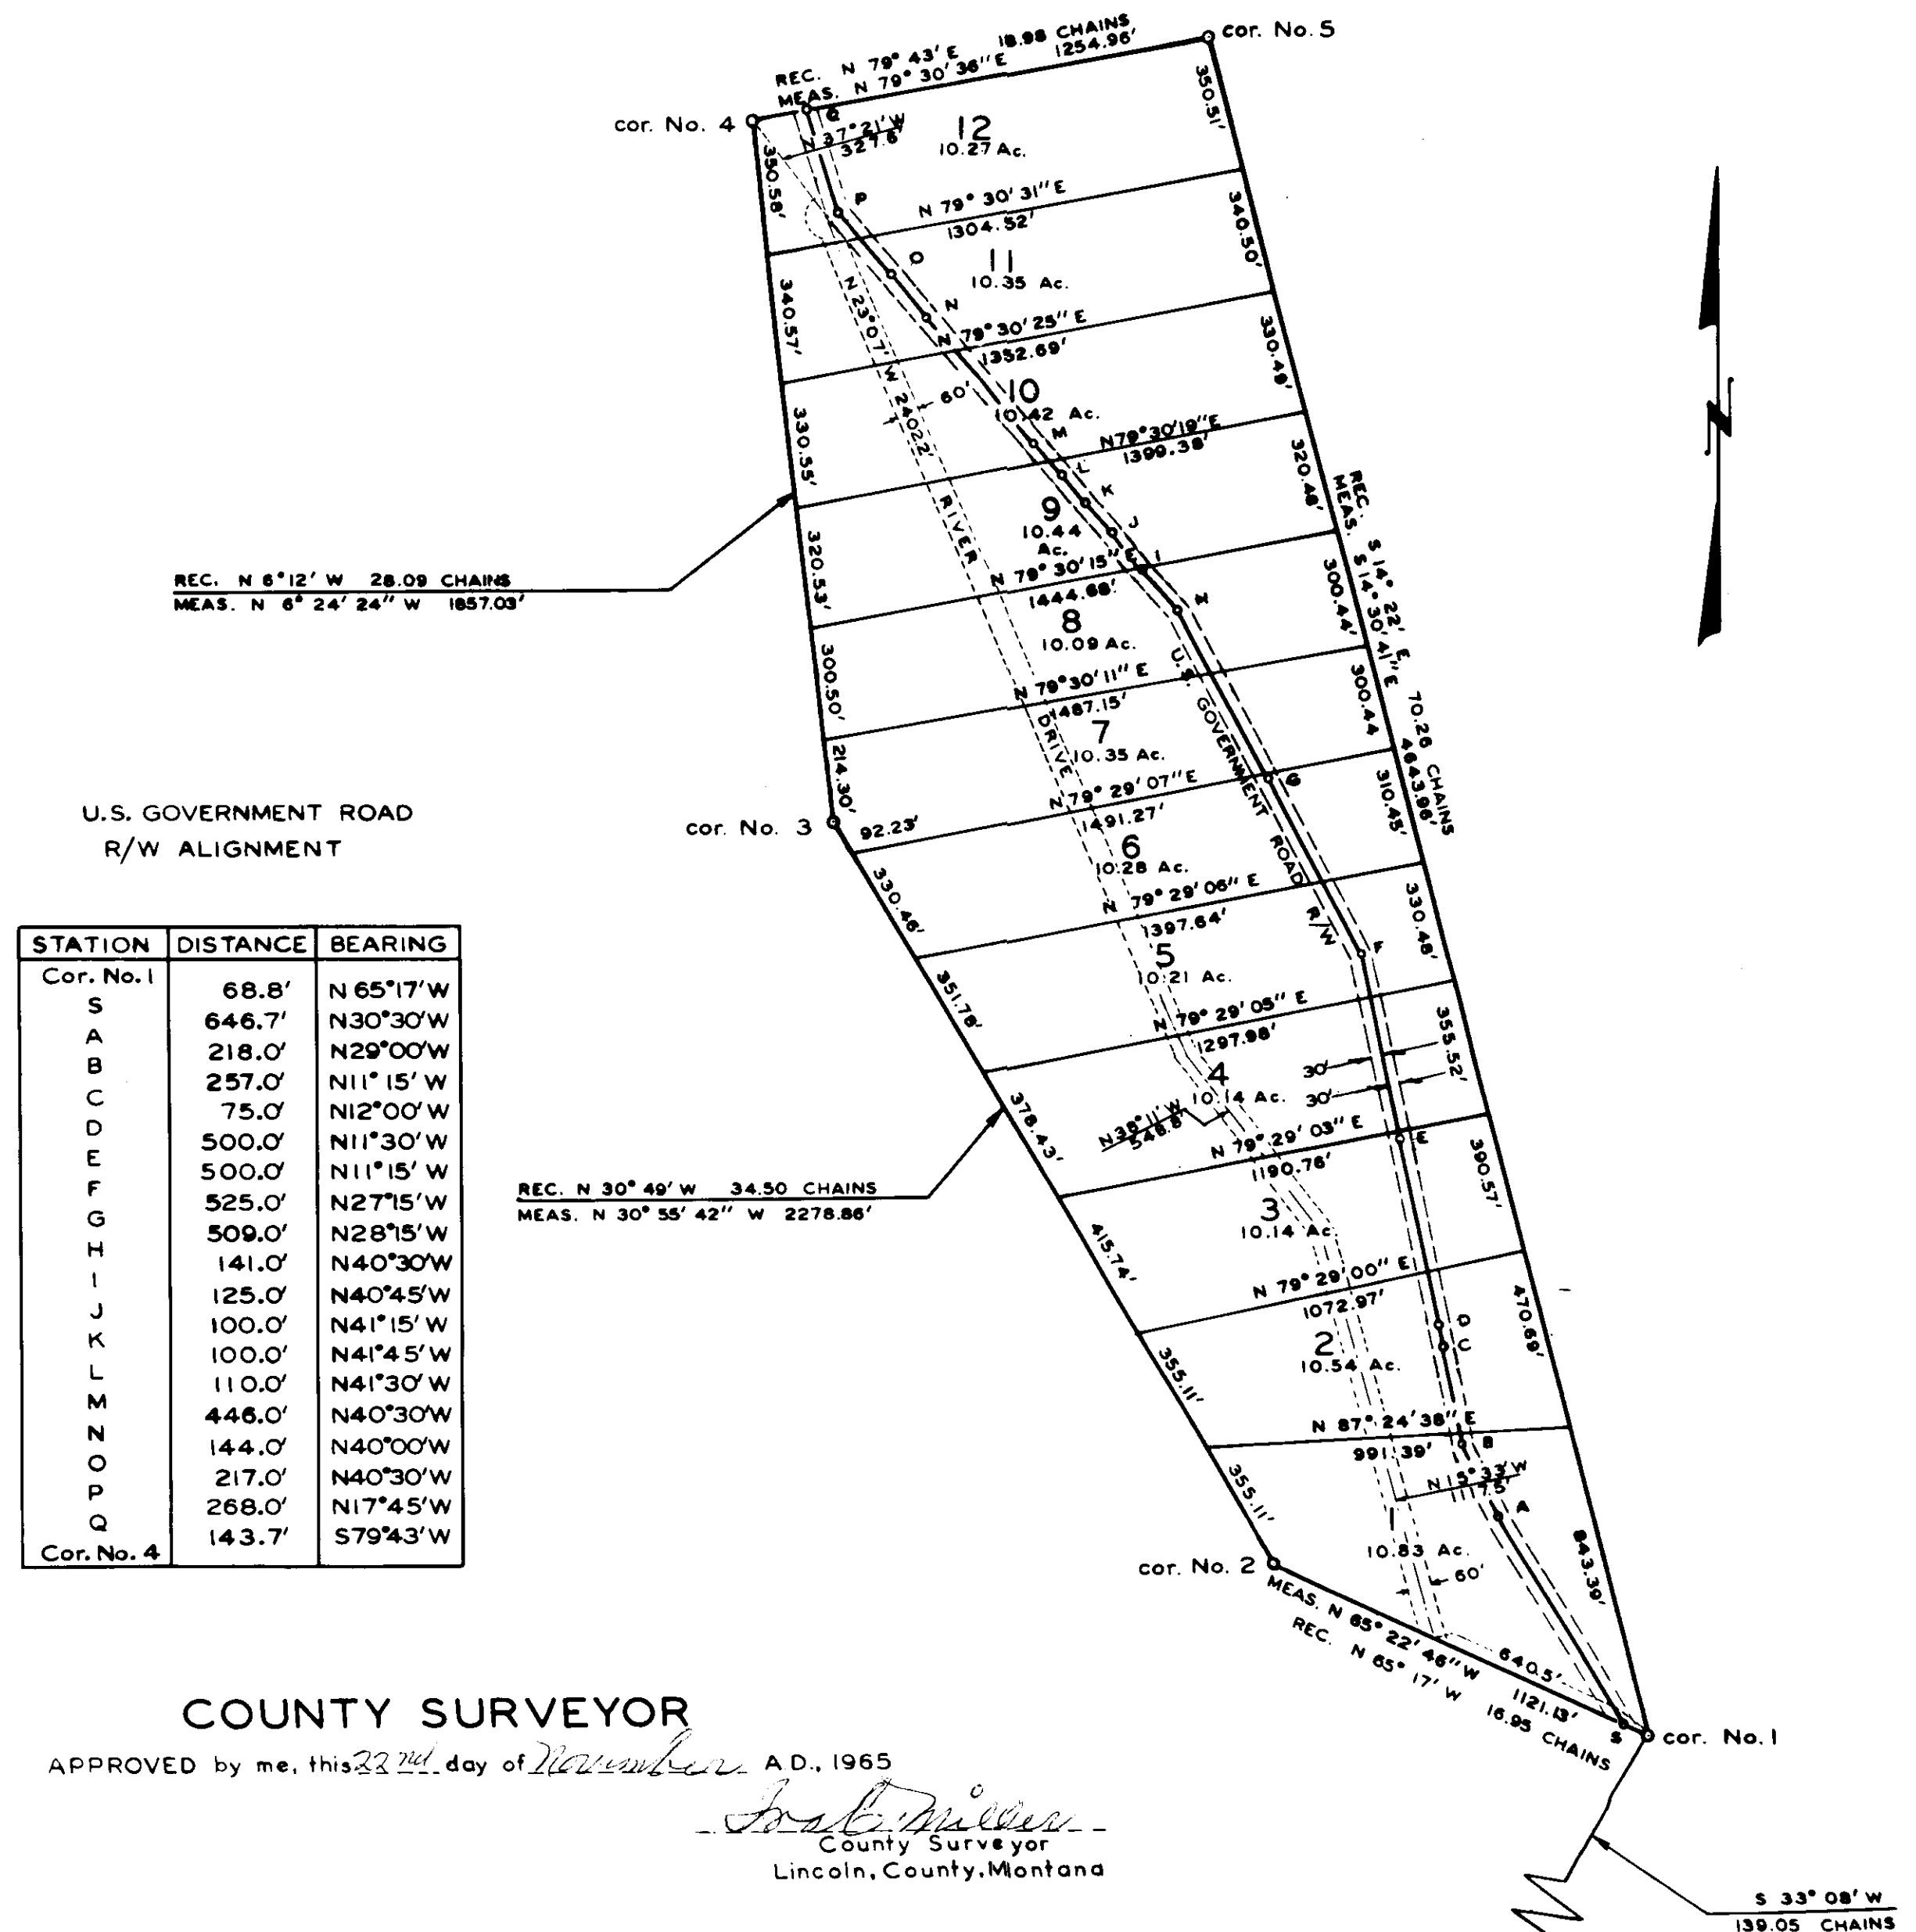 REC. N 79° 43' E 18.98 CHAINS
MEAS. N 79° 30' 36" E 1254.96'
cor. No. 5
cor. No. 4
Q
N 37° 21' W
327.6'
12
10.27 Ac.
350.51'
350.58'
P
N 79° 30' 31" E
1304.52'
340.50'
O
11
10.35 Ac.
340.57'
N 23° 07' W 2402.2'
N
N 79° 30' 25" E
1352.69'
330.49'
60'
10
10.42 Ac.
330.55'
M
N 79° 30' 19" E
1399.38'
L
320.48'
K
9
10.44
Ac.
J
RIVER
I
N 79° 30' 15" E
1444.68'
320.53'
REC. S 14° 22' E 70.26 CHAINS
MEAS. S 14° 30' 41" E 4643.96'
REC. N 6° 12' W 28.09 CHAINS
MEAS. N 6° 24' 24" W 1857.03'
300.44'
H
8
10.09 Ac.
300.50'
U.S. GOVERNMENT ROAD R/W
N 79° 30' 11" E
1487.15'
300.44
DRIVE
7
10.35 Ac.
214.30'
G
N 79° 29' 07" E
1491.27'
310.45'
cor. No. 3
92.23'
6
10.28 Ac.
330.46'
N 79° 29' 06" E
1397.64'
330.48'
F
5
10.21 Ac.
351.78'
N 79° 29' 05" E
1297.98'
355.52'
4
10.14 Ac.
30'
30'
N 38° 11' W
548.8'
378.43'
E
N 79° 29' 03" E
1190.76'
390.57'
REC. N 30° 49' W 34.50 CHAINS
MEAS. N 30° 55' 42" W 2278.86'
3
10.14 Ac.
415.74'
N 79° 29' 00" E
1072.97'
470.69'
D
C
2
10.54 Ac.
355.11'
N 87° 24' 38" E
991.39'
B
N 15° 33' W
A
1
10.83 Ac.
60'
355.11'
843.39'
cor. No. 2
MEAS. N 65° 22' 46" W 1121.13'
REC. N 65° 17' W 16.95 CHAINS
640.5'
S
cor. No. 1
S 33° 08' W
139.05 CHAINS
N
U.S. GOVERNMENT ROAD
R/W ALIGNMENT
STATION DISTANCE BEARING
Cor. No. 1
68.8' N 65°17' W
S
646.7' N30°30'W
A
218.0' N29°00'W
B
257.0' N11°15' W
C
75.0' N12°00'W
D
500.0' N11°30'W
E
500.0' N11°15' W
F
525.0' N27°15'W
G
509.0' N28°15'W
H
141.0' N40°30'W
I
125.0' N40°45'W
J
100.0' N41°15' W
K
100.0' N41°45'W
L
110.0' N41°30'W
M
446.0' N40°30'W
N
144.0' N40°00'W
O
217.0' N40°30'W
P
268.0' N17°45'W
Q
143.7' S79°43'W
Cor. No. 4
COUNTY SURVEYOR
APPROVED by me, this 22nd day of November A.D., 1965
Ira C. Miller
County Surveyor
Lincoln, County, Montana